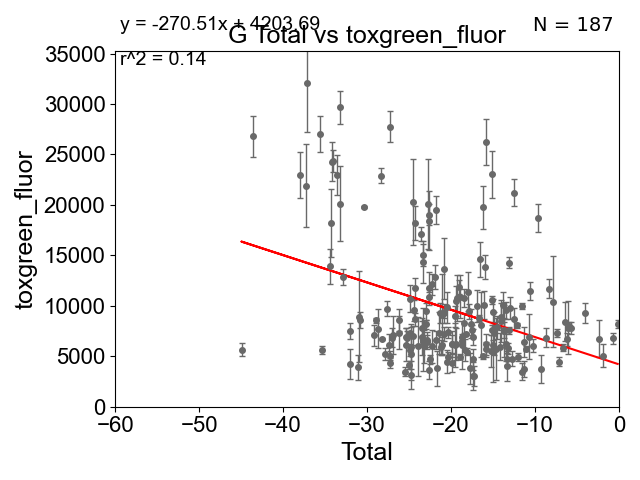 y = -270.51x + 4203.69
N = 187
G Total vs toxgreen_fluor
r^2 = 0.14
35000
30000
25000
20000
15000
10000
5000
0
toxgreen_fluor
−60
−50
−40
−30
−20
−10
0
Total